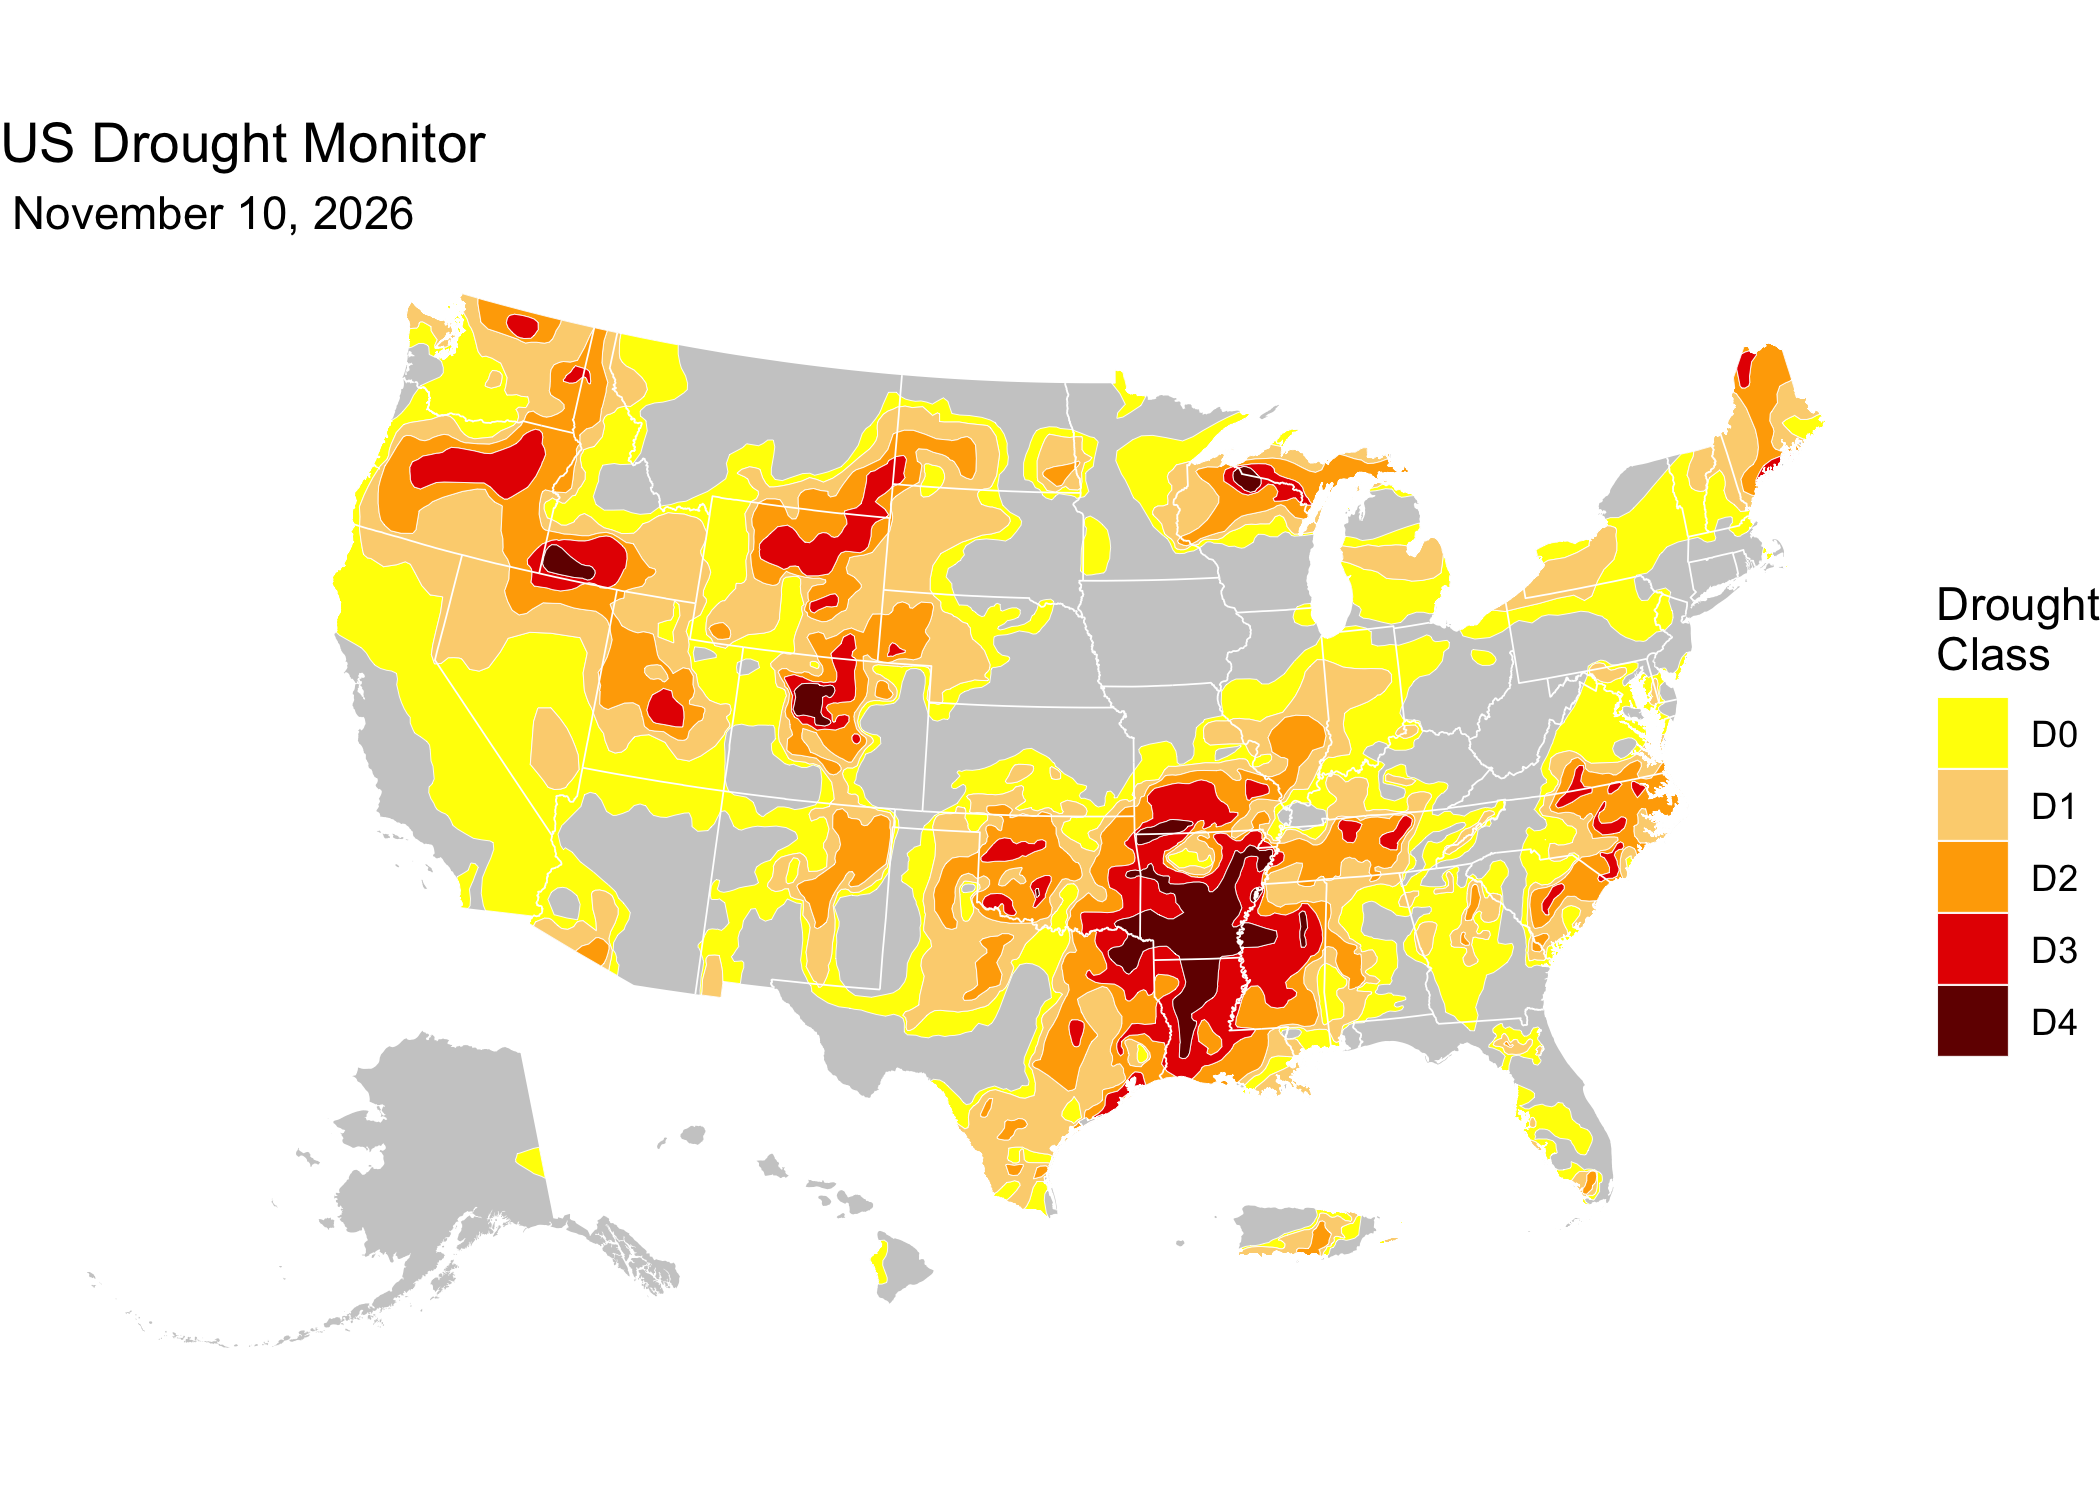 US Drought Monitor
November 10, 2026
Drought
Class
D0
D1
D2
D3
D4